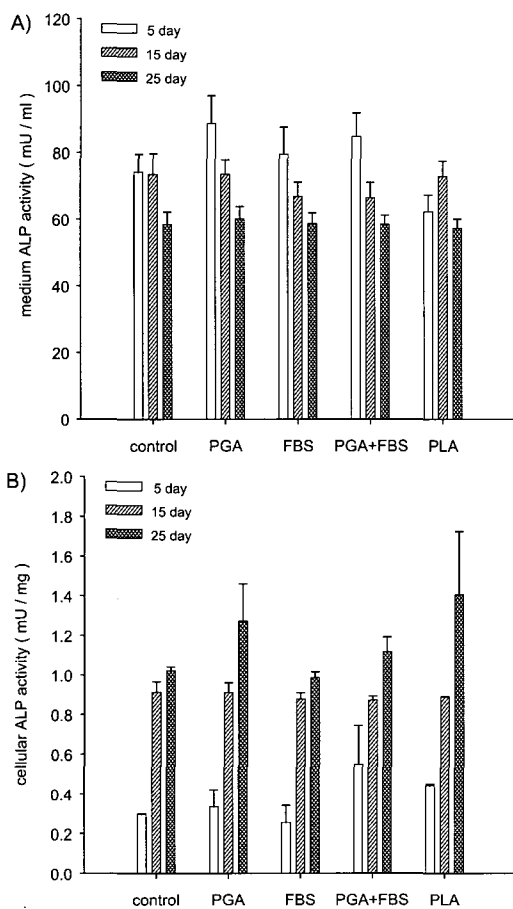 A)
medium ALP activity ( mU / ml )
120
100
80
60
40
20
0
5 day
15 day
25 day
control PGA FBS PGA+FBS PLA
B)
cellular ALP activity ( mU / mg )
2.0
1.8
1.6
1.4
1.2
1.0
0.8
0.6
0.4
0.2
0.0
5 day
15 day
25 day
control PGA FBS PGA+FBS PLA